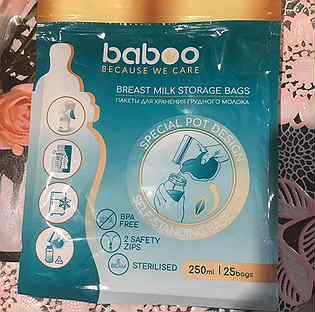 baboo™
BECAUSE WE CARE
BREAST MILK STORAGE BAGS
ПАКЕТЫ ДЛЯ ХРАНЕНИЯ ГРУДНОГО МОЛОКА
SPECIAL POT DESIGN
SELF-STANDING BAGS
BPA
FREE
2 SAFETY
ZIPS
STERILISED
250ml | 25bags